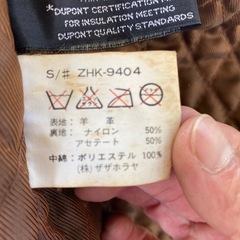 *DUPONT CERTIFICATION M
FOR INSULATION MEETING
DUPONT QUALITY STANDARDS
S/# ZHK-9404
表地: 羊 革
裏地: ナイロン 50%
アセテート 50%
中綿: ポリエステル 100%
(株) ザザホラヤ